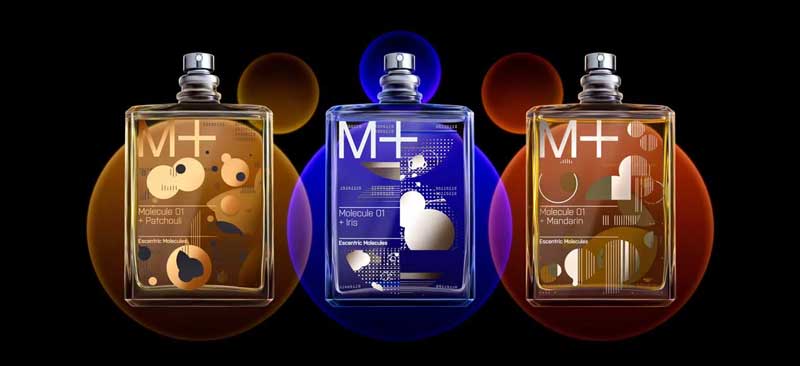 M+
Molecule 01
+ Patchouli
Escentric Molecules
M+
Molecule 01
+ Iris
Escentric Molecules
M+
Molecule 01
+ Mandarin
Escentric Molecules